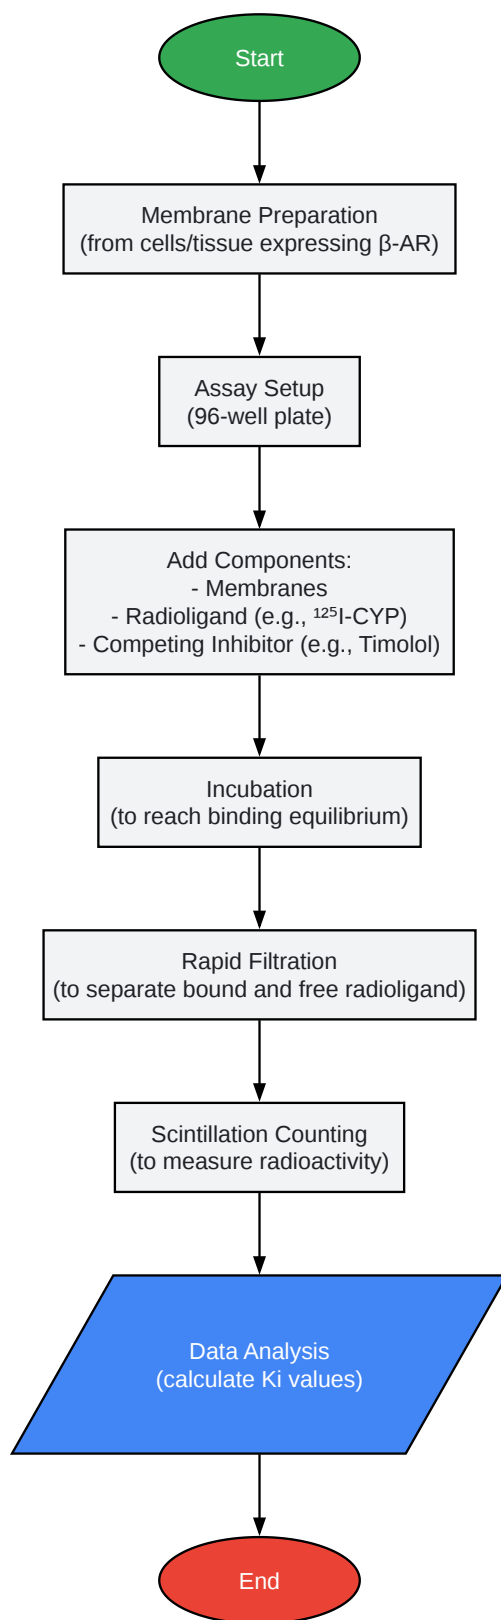 Start
Membrane Preparation
(from cells/tissue expressing β-AR)
Assay Setup
(96-well plate)
Add Components:
- Membranes
- Radioligand (e.g., ¹²⁵I-CYP)
- Competing Inhibitor (e.g., Timolol)
Incubation
(to reach binding equilibrium)
Rapid Filtration
(to separate bound and free radioligand)
Scintillation Counting
(to measure radioactivity)
Data Analysis
(calculate Ki values)
End